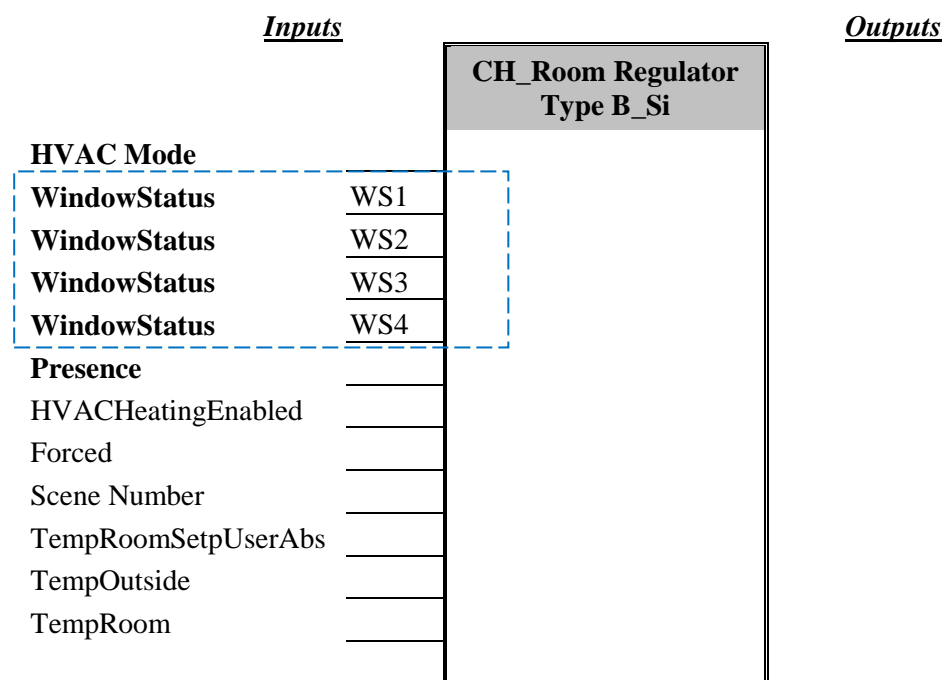 Inputs Outputs
CH_Room Regulator
Type B_Si
HVAC Mode
WindowStatus WS1
WindowStatus WS2
WindowStatus WS3
WindowStatus WS4
Presence
HVACHeatingEnabled
Forced
Scene Number
TempRoomSetpUserAbs
TempOutside
TempRoom